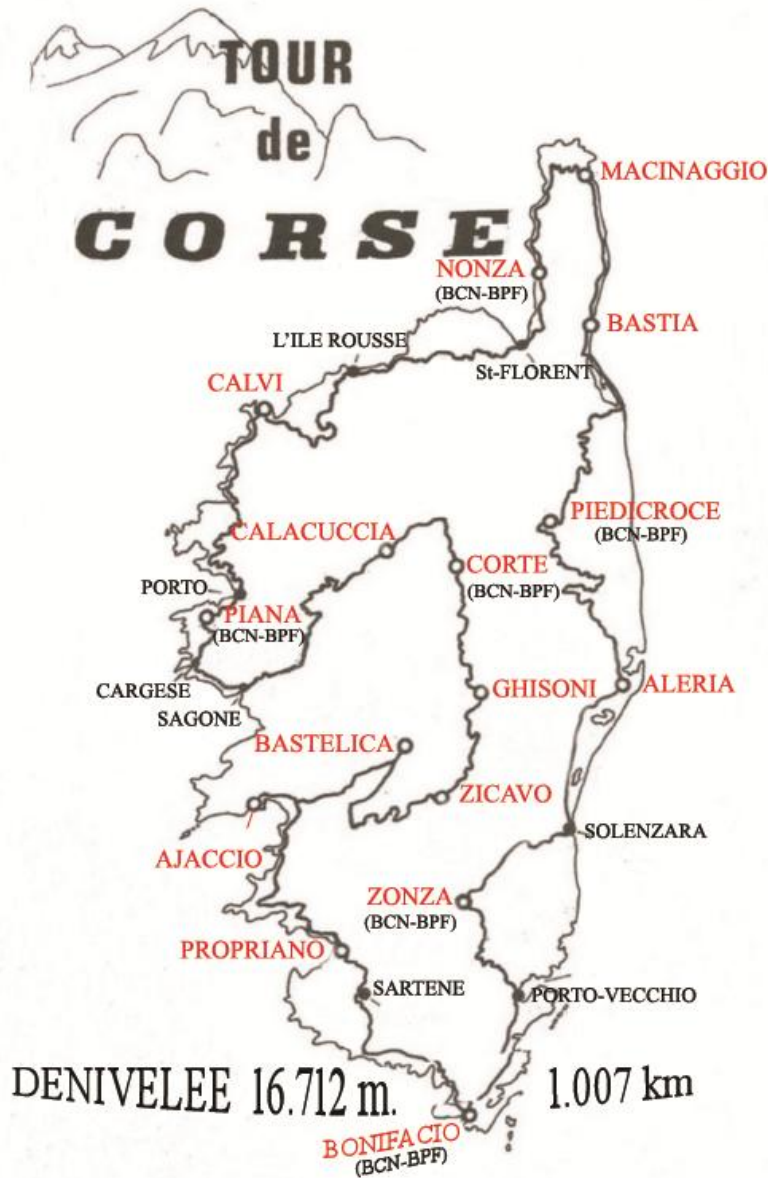 TOUR
de
CORSE
MACINAGGIO
NONZA
(BCN-BPF)
BASTIA
L'ILE ROUSSE
St-FLORENT
CALVI
PIEDICROCE
(BCN-BPF)
CALACUCCIA
CORTE
(BCN-BPF)
PORTO
PIANA
(BCN-BPF)
CARGESE
SAGONE
GHISONI
ALERIA
BASTELICA
ZICAVO
SOLENZARA
AJACCIO
ZONZA
(BCN-BPF)
PROPRIANO
SARTENE
PORTO-VECCHIO
DENIVELEE 16.712 m. 1.007 km
BONIFACIO
(BCN-BPF)